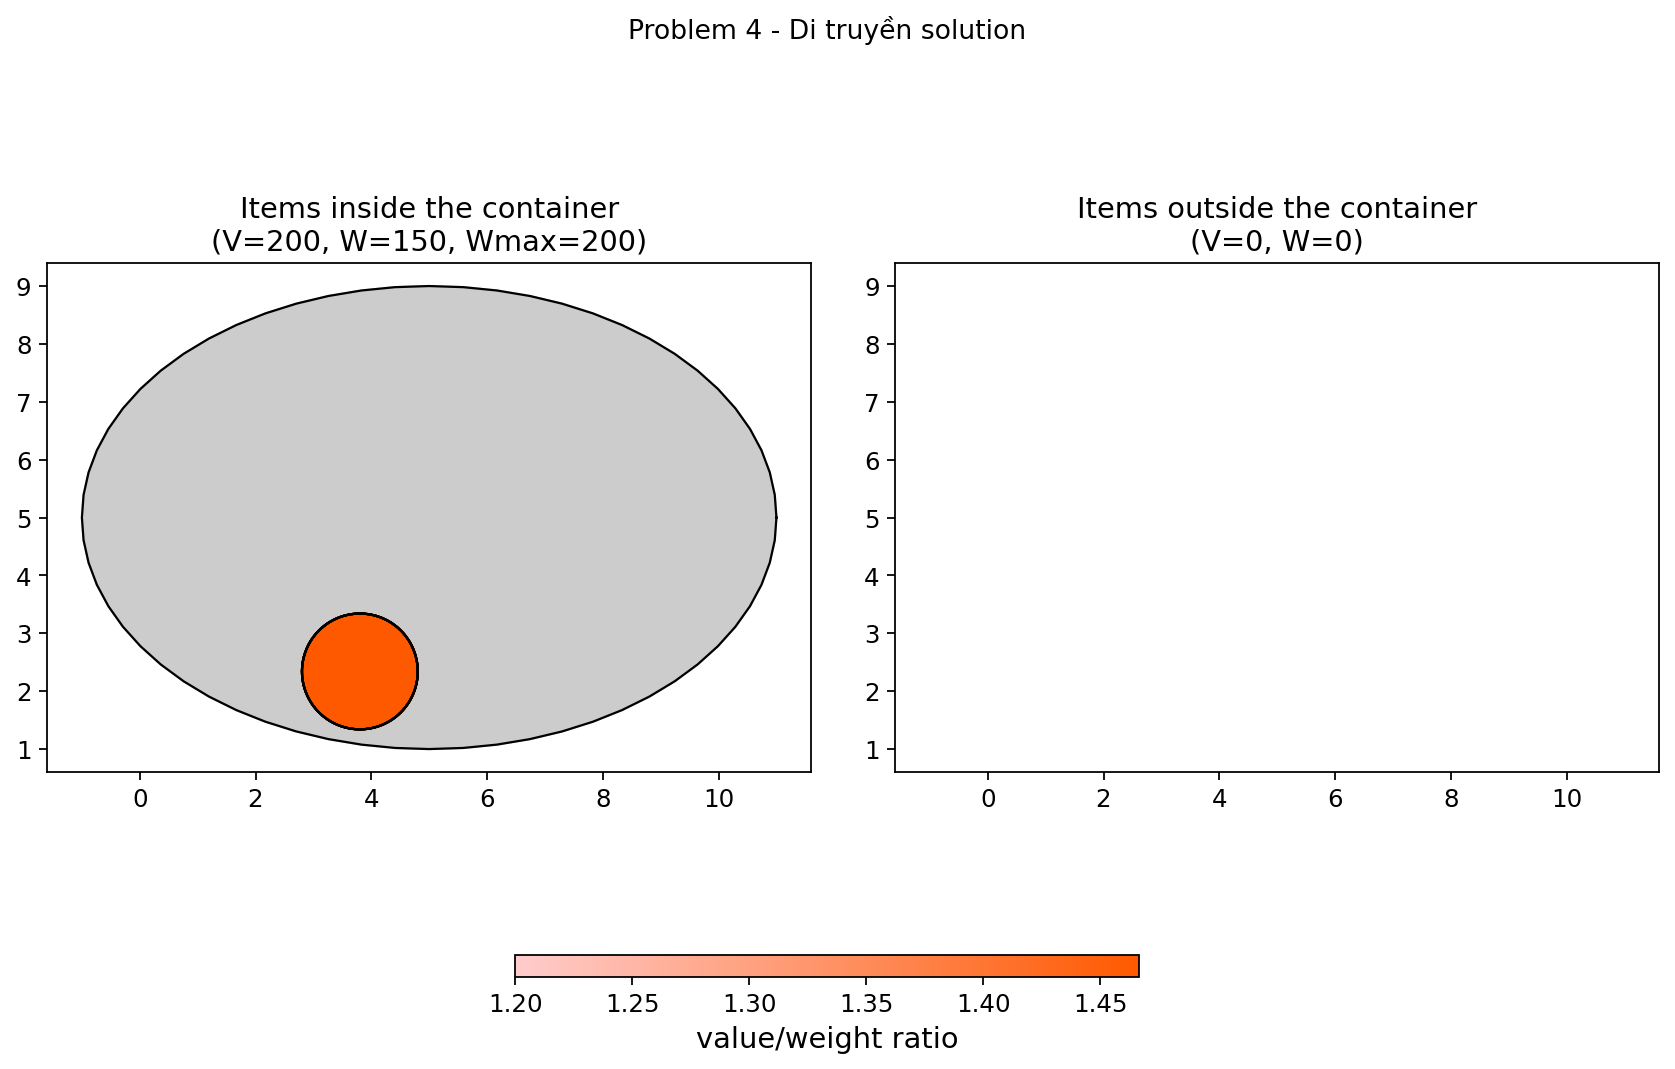 Problem 4 - Di truyền solution
Items inside the container
(V=200, W=150, Wmax=200)
9
8
7
6
5
4
3
2
1
0 2 4 6 8 10
Items outside the container
(V=0, W=0)
9
8
7
6
5
4
3
2
1
0 2 4 6 8 10
1.20 1.25 1.30 1.35 1.40 1.45
value/weight ratio